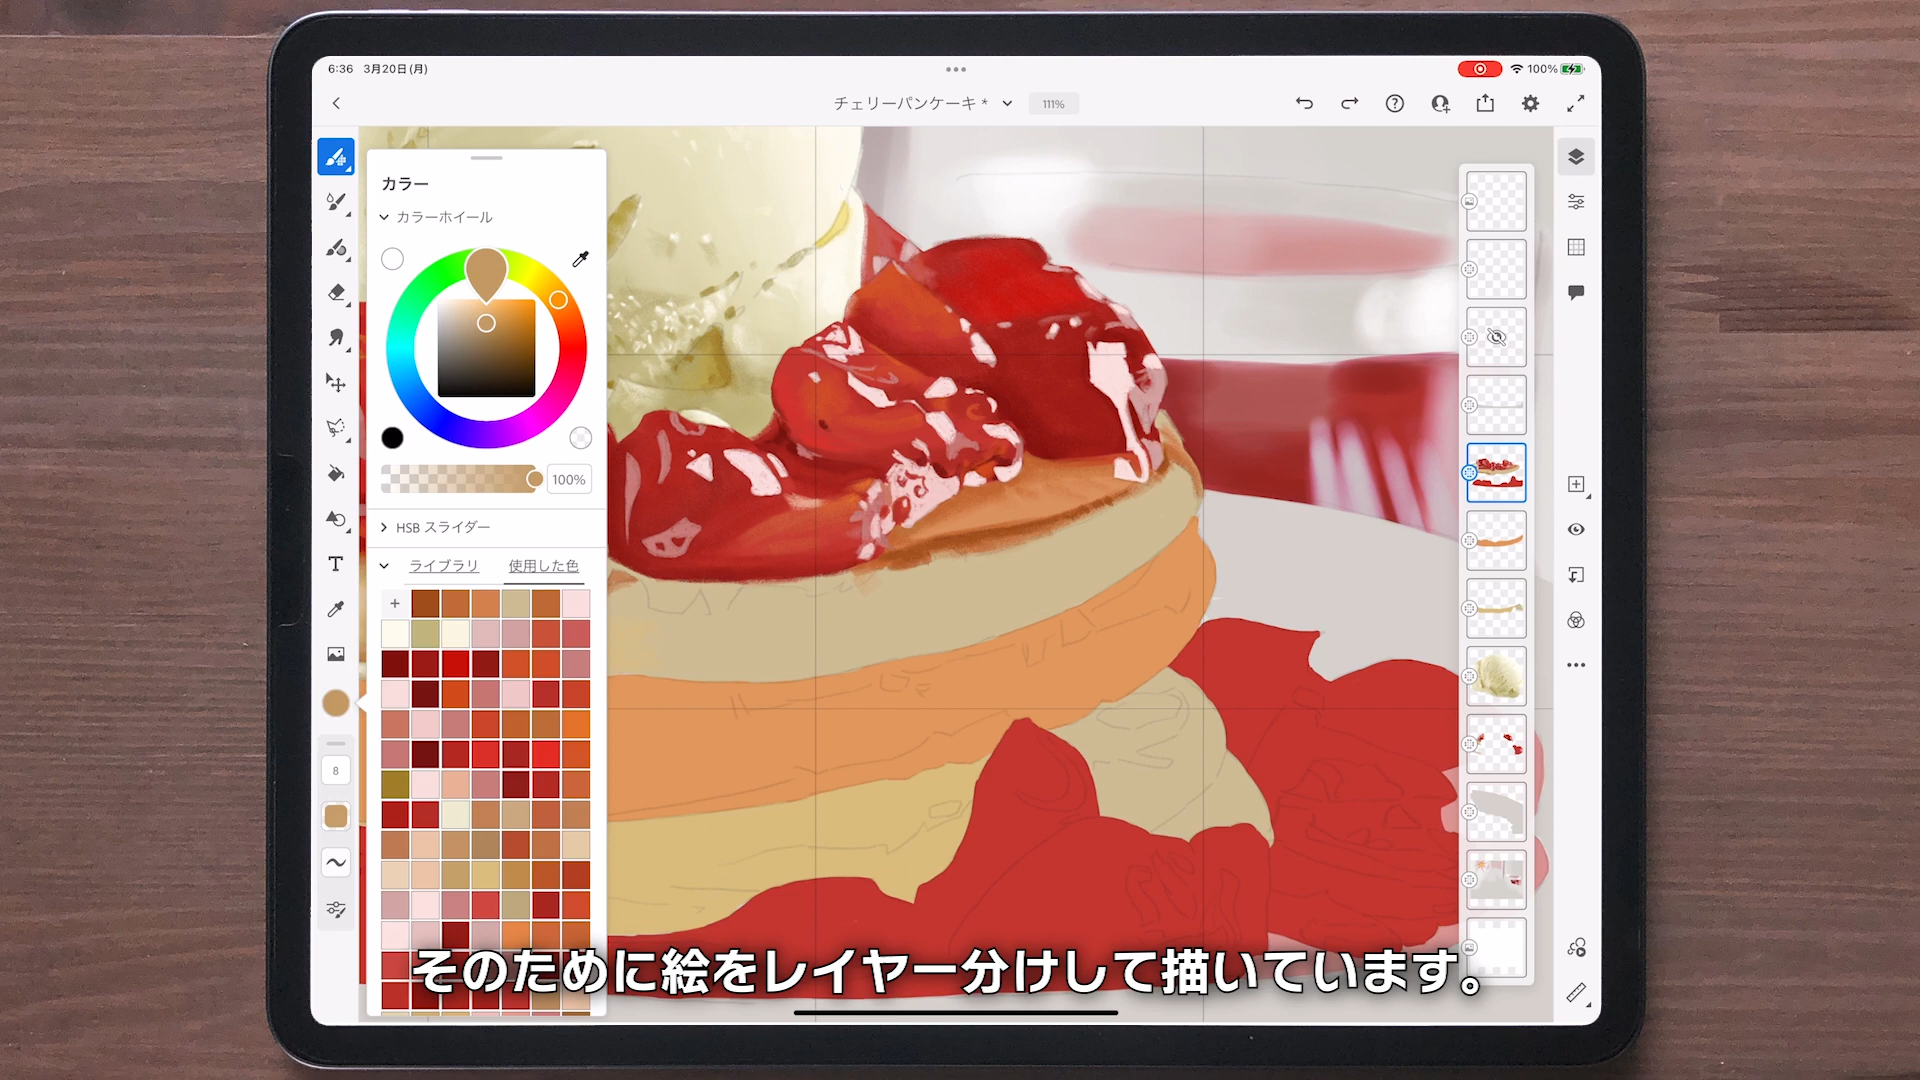 6:36 3月20日(月)
100%
チェリーパンケーキ *
111%
カラー
カラーホイール
100%
HSB スライダー
ライブラリ 使用した色
T
8
そのために絵をレイヤー分けして描いています。